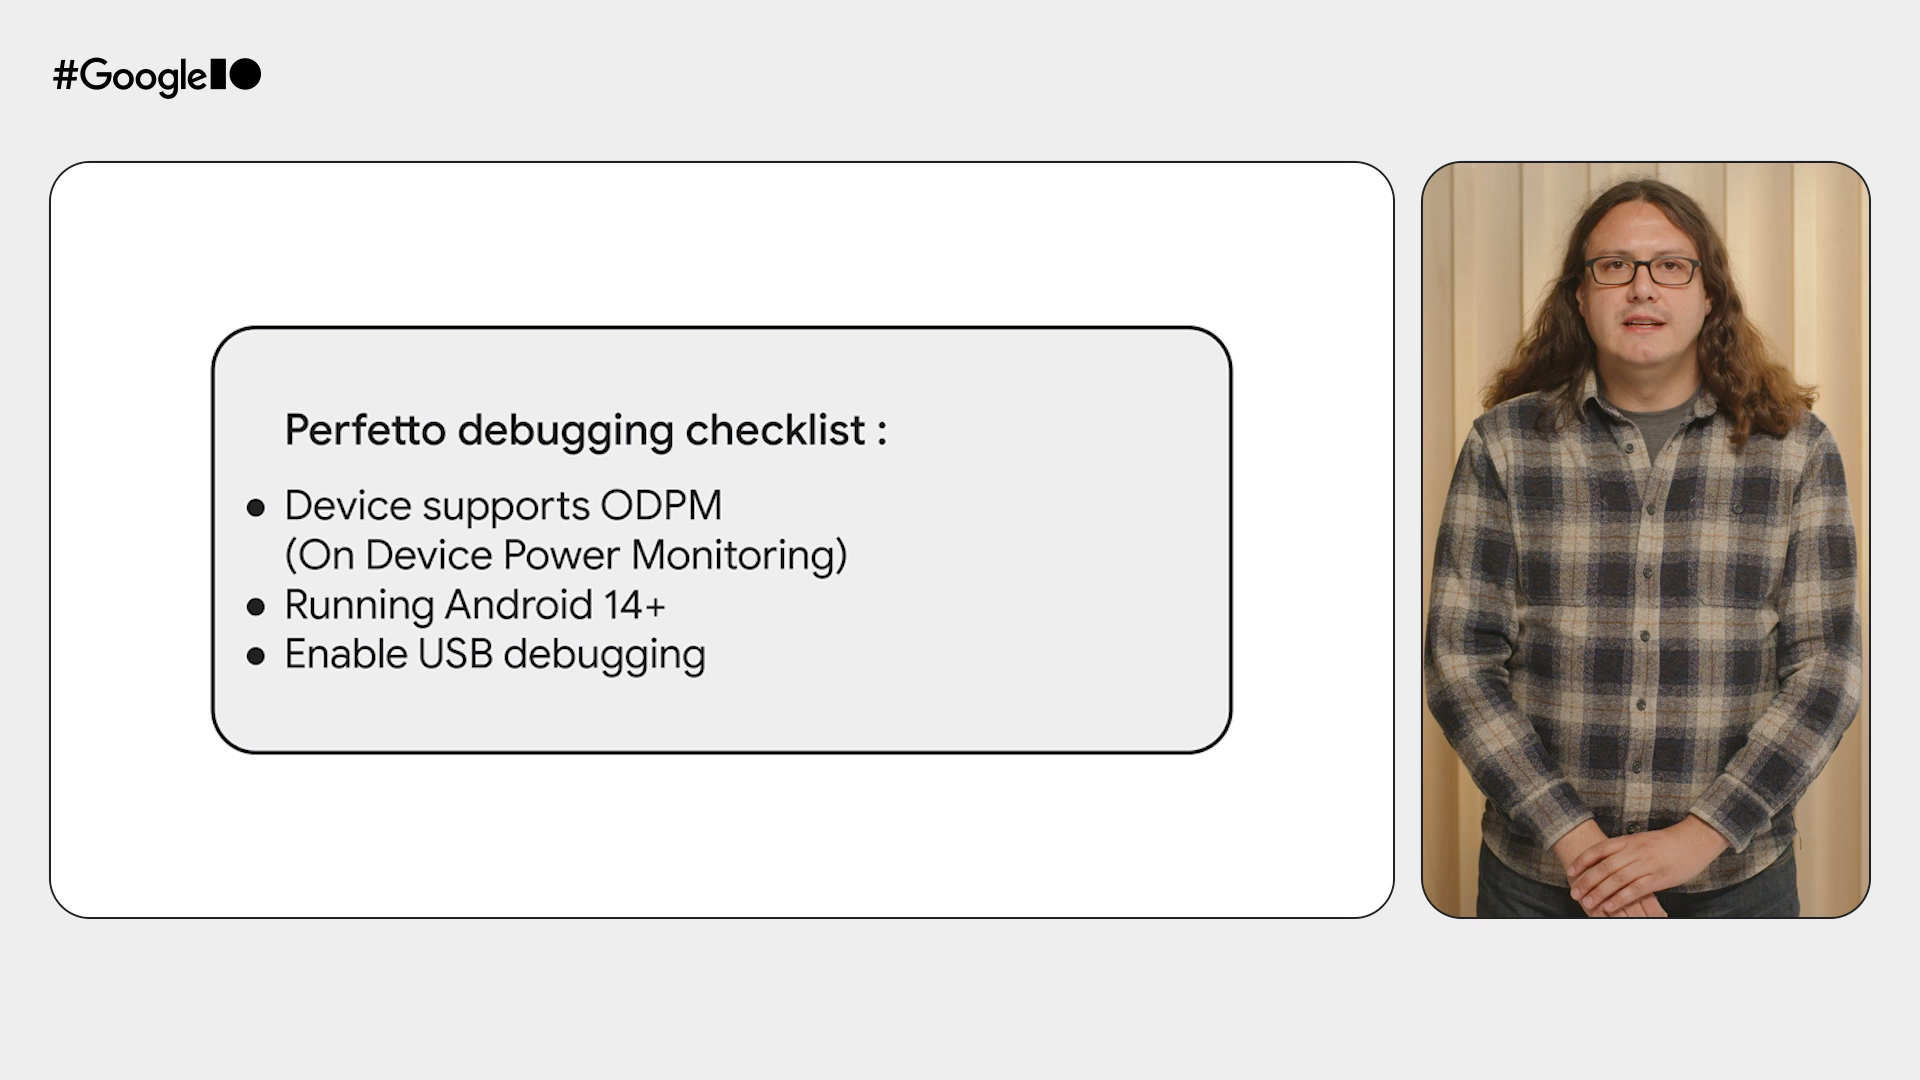 #GoogleIO
Perfetto debugging checklist :
● Device supports ODPM
(On Device Power Monitoring)
● Running Android 14+
● Enable USB debugging